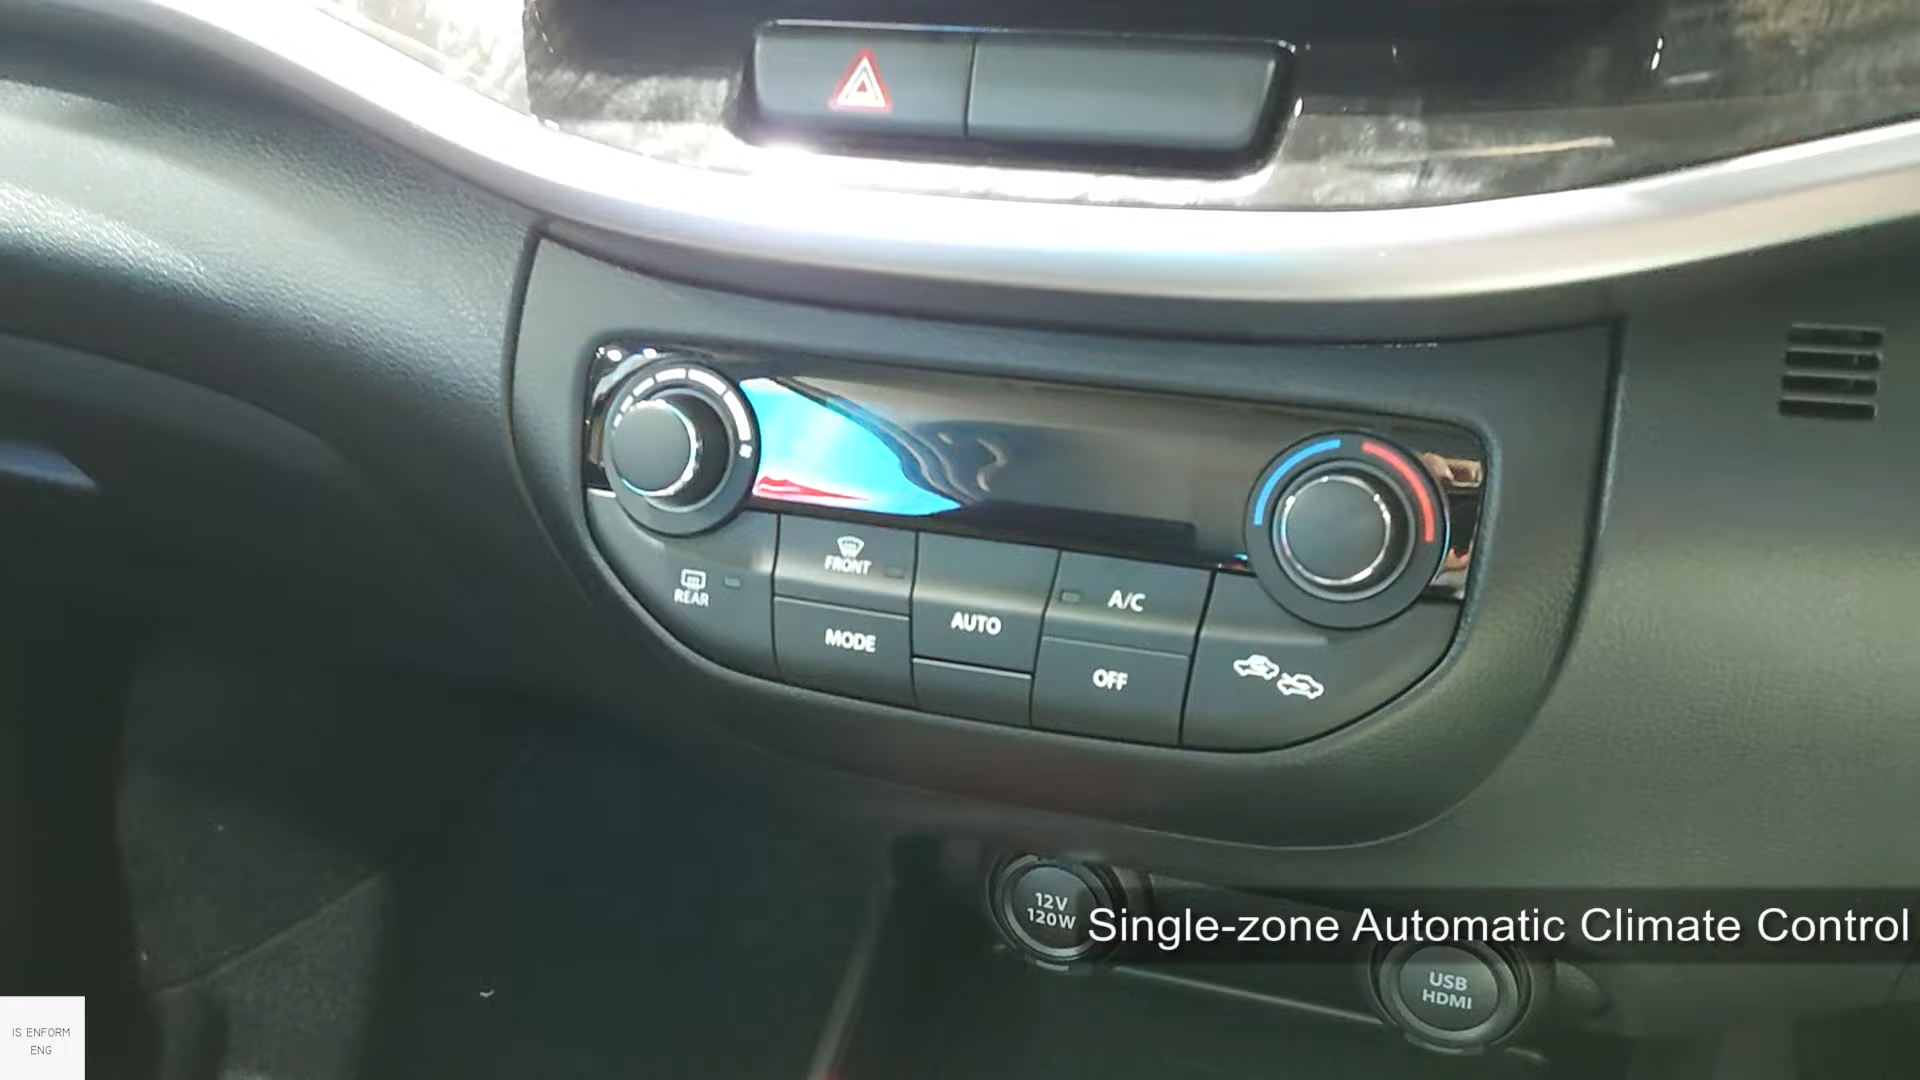 FRONT
REAR
MODE
AUTO
A/C
OFF
12V
120W
Single-zone Automatic Climate Control
USB
HDMI
IS ENFORM
ENG